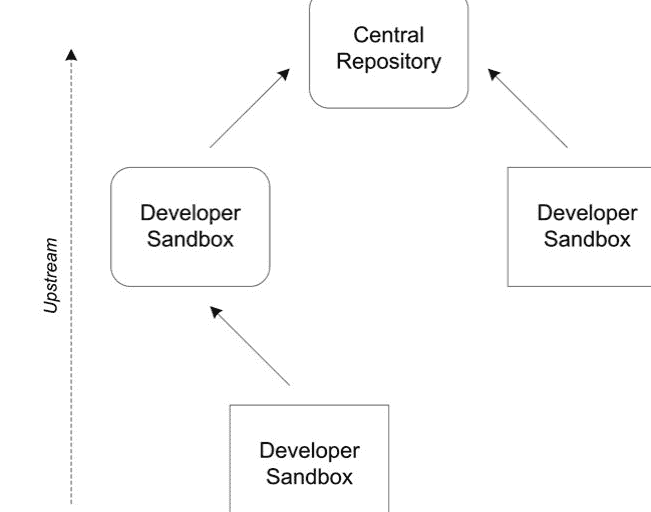 Central
Repository
Developer
Sandbox
Developer
Sandbox
Upstream
Developer
Sandbox